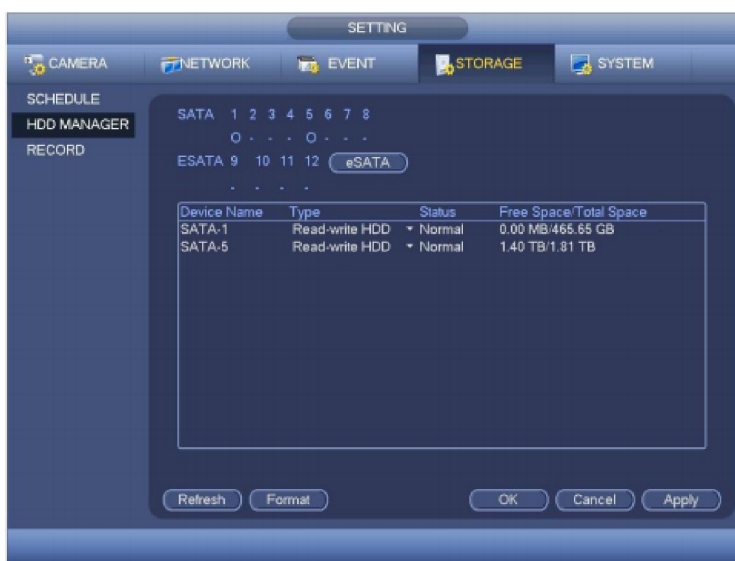 SETTING
CAMERA NETWORK EVENT STORAGE SYSTEM
SCHEDULE
HDD MANAGER
RECORD
SATA 1 2 3 4 5 6 7 8
O - - - O - - -
ESATA 9 10 11 12 eSATA
- - - -
Device Name Type Status Free Space/Total Space
SATA-1 Read-write HDD Normal 0.00 MB/465.65 GB
SATA-5 Read-write HDD Normal 1.40 TB/1.81 TB
Refresh Format OK Cancel Apply